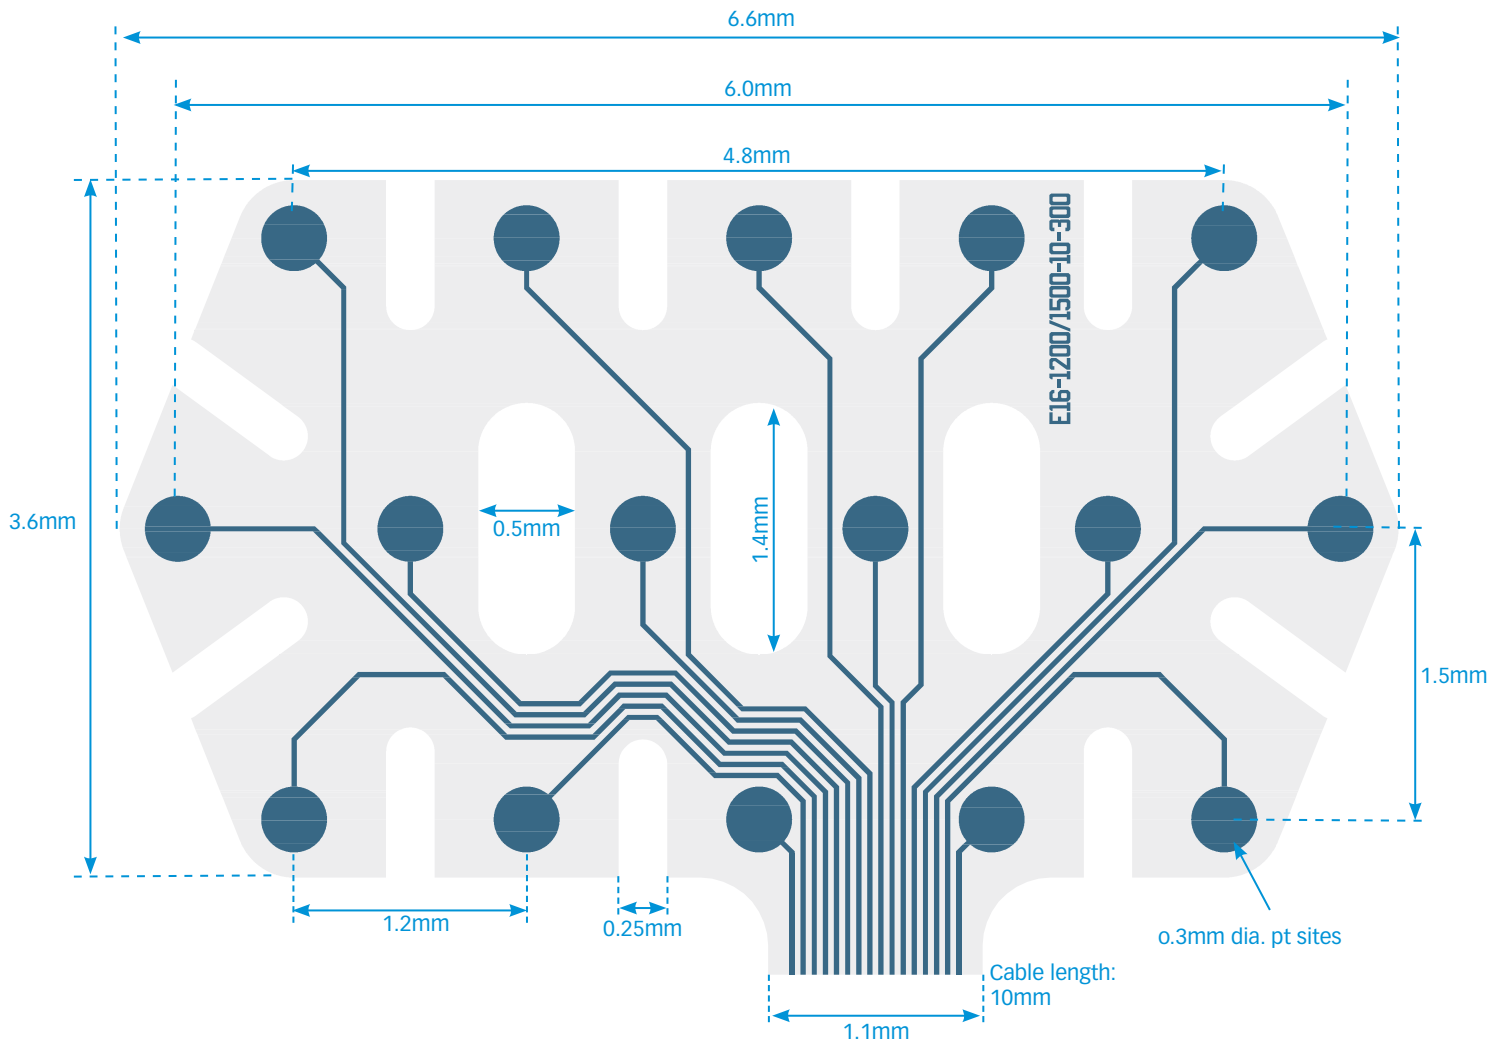 6.6mm
6.0mm
4.8mm
E16-1200/1500-10-300
3.6mm
0.5mm
1.4mm
1.5mm
1.2mm
0.25mm
o.3mm dia. pt sites
Cable length:
10mm
1.1mm